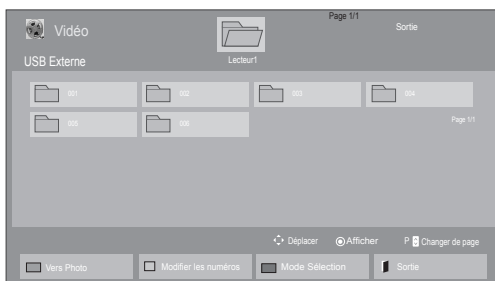 Page 1/1
Vidéo
Sortie
USB Externe
Lecteur1
001 002 003 004
005 006
Page 1/1
Déplacer Afficher P Changer de page
Vers Photo Modifier les numéros Mode Sélection Sortie